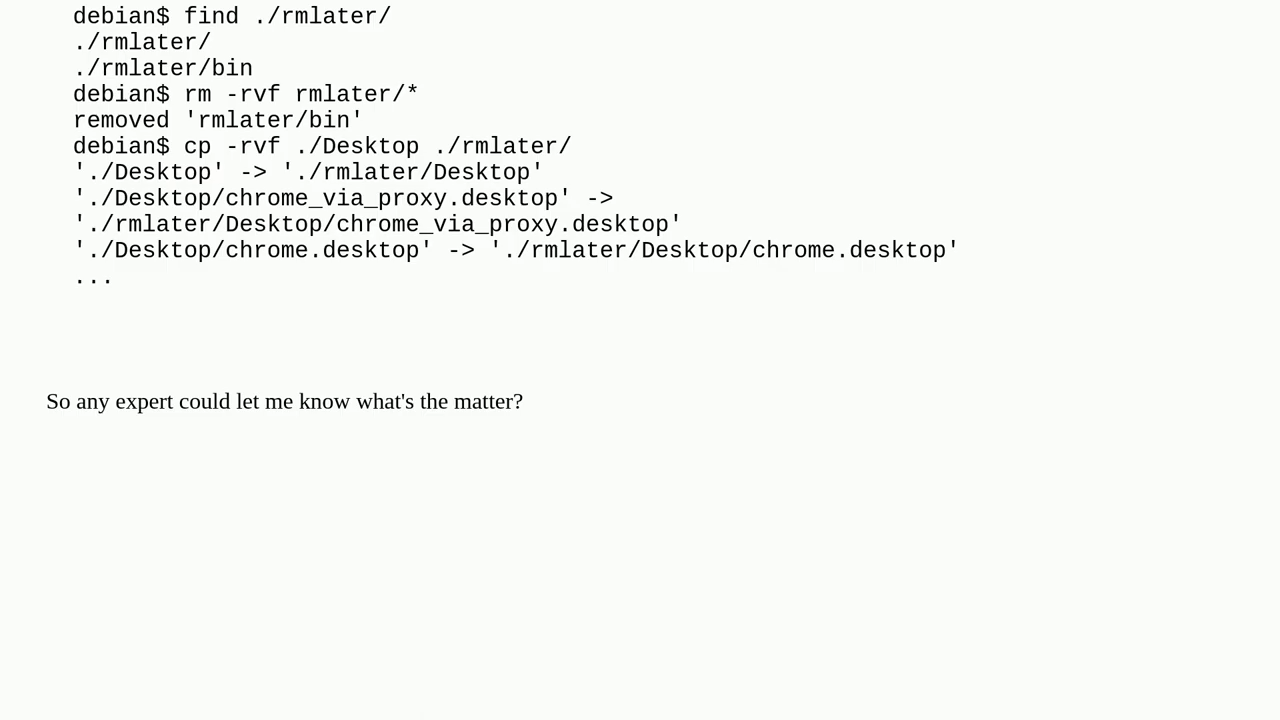 debian$ find ./rmlater/
./rmlater/
./rmlater/bin
debian$ rm -rvf rmlater/*
removed 'rmlater/bin'
debian$ cp -rvf ./Desktop ./rmlater/
'./Desktop' -> './rmlater/Desktop'
'./Desktop/chrome_via_proxy.desktop' ->
'./rmlater/Desktop/chrome_via_proxy.desktop'
'./Desktop/chrome.desktop' -> './rmlater/Desktop/chrome.desktop'
...
So any expert could let me know what's the matter?